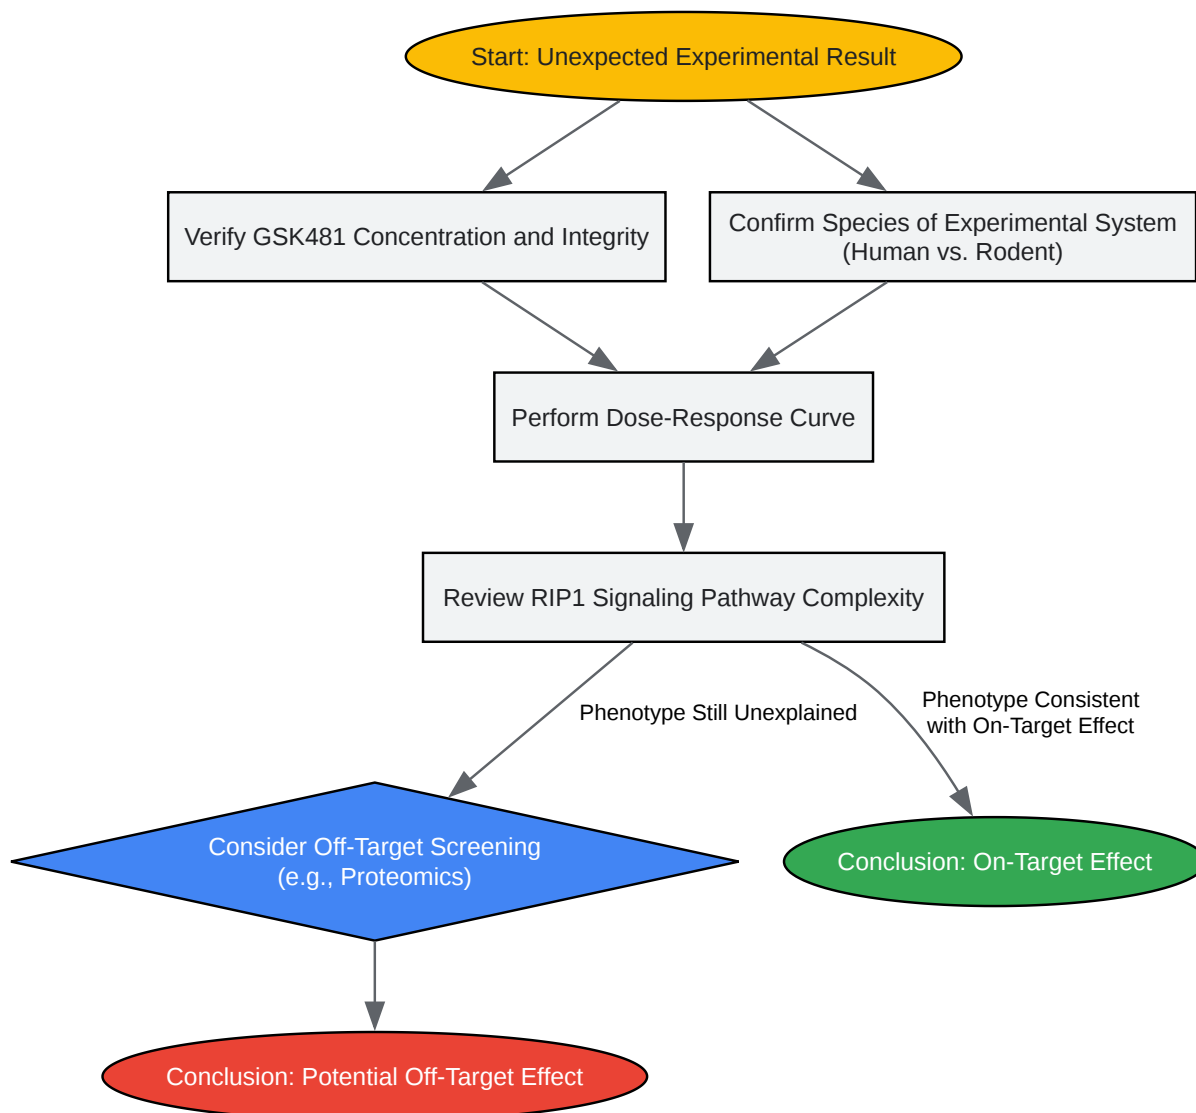 Start: Unexpected Experimental Result
Verify GSK481 Concentration and Integrity
Confirm Species of Experimental System
(Human vs. Rodent)
Perform Dose-Response Curve
Review RIP1 Signaling Pathway Complexity
Phenotype Still Unexplained
Phenotype Consistent
with On-Target Effect
Consider Off-Target Screening
(e.g., Proteomics)
Conclusion: On-Target Effect
Conclusion: Potential Off-Target Effect